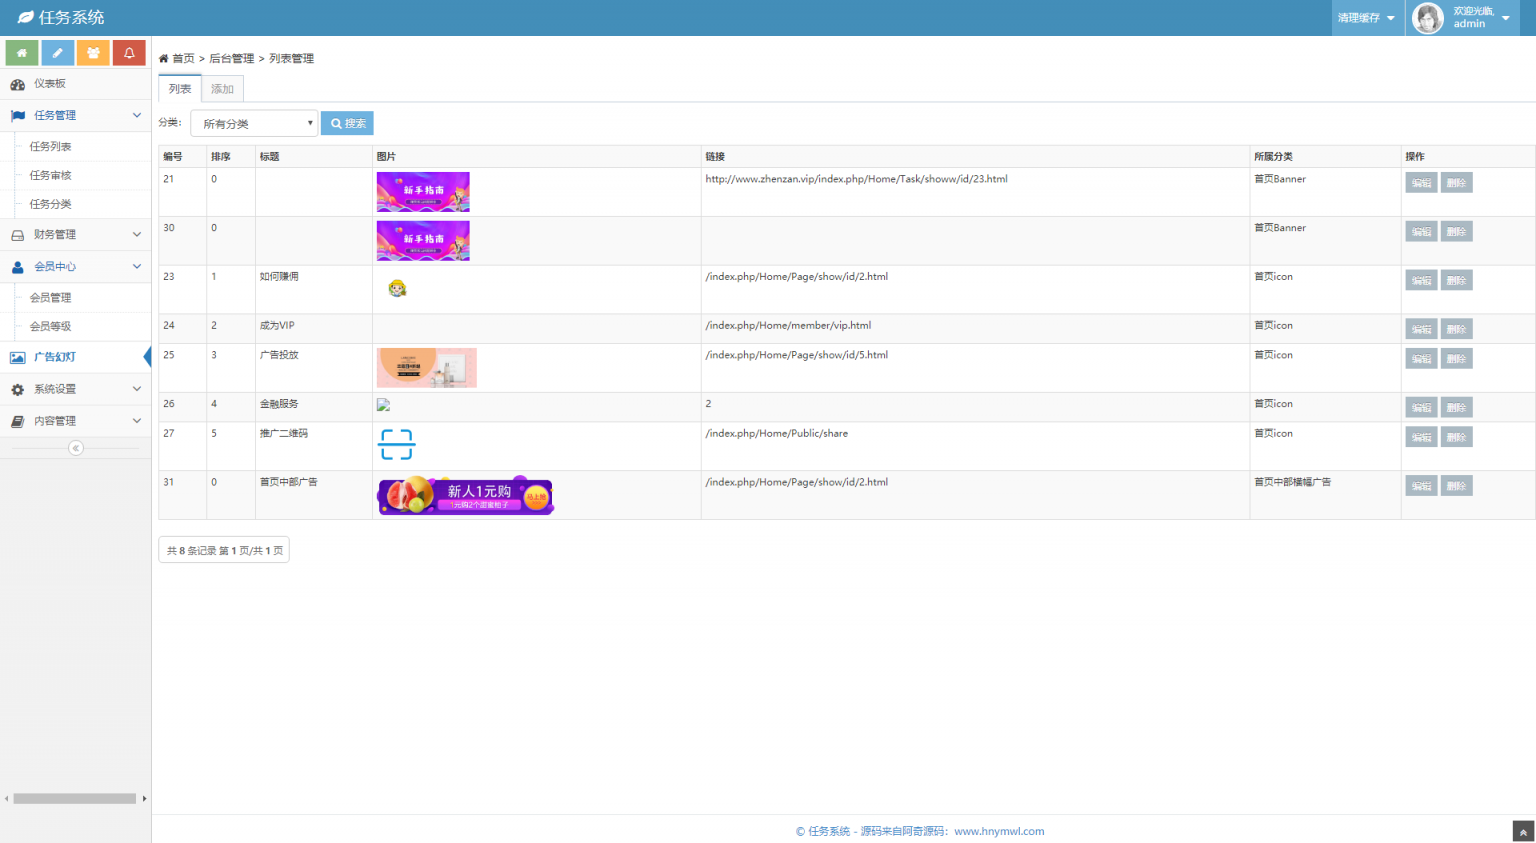 任务系统
清理缓存
欢迎光临,
admin
首页 > 后台管理 > 列表管理
仪表板
任务管理
任务列表
任务审核
任务分类
财务管理
会员中心
会员管理
会员等级
广告幻灯
系统设置
内容管理
列表 添加
分类: 所有分类 搜索
编号 排序 标题 图片 链接 所属分类 操作
21 0 新手指南 http://www.zhenzan.vip/index.php/Home/Task/showw/id/23.html 首页Banner 编辑 删除
30 0 新手指南 首页Banner 编辑 删除
23 1 如何赚佣 /index.php/Home/Page/show/id/2.html 首页icon 编辑 删除
24 2 成为VIP /index.php/Home/member/vip.html 首页icon 编辑 删除
25 3 广告投放 /index.php/Home/Page/show/id/5.html 首页icon 编辑 删除
26 4 金融服务 2 首页icon 编辑 删除
27 5 推广二维码 /index.php/Home/Public/share 首页icon 编辑 删除
31 0 首页中部广告 /index.php/Home/Page/show/id/2.html 首页中部横幅广告 编辑 删除
新人1元购
1元购2个甜蜜柚子
马上抢
共 8 条记录 第 1 页/共 1 页
© 任务系统 - 源码来自阿奇源码：www.hnymwl.com